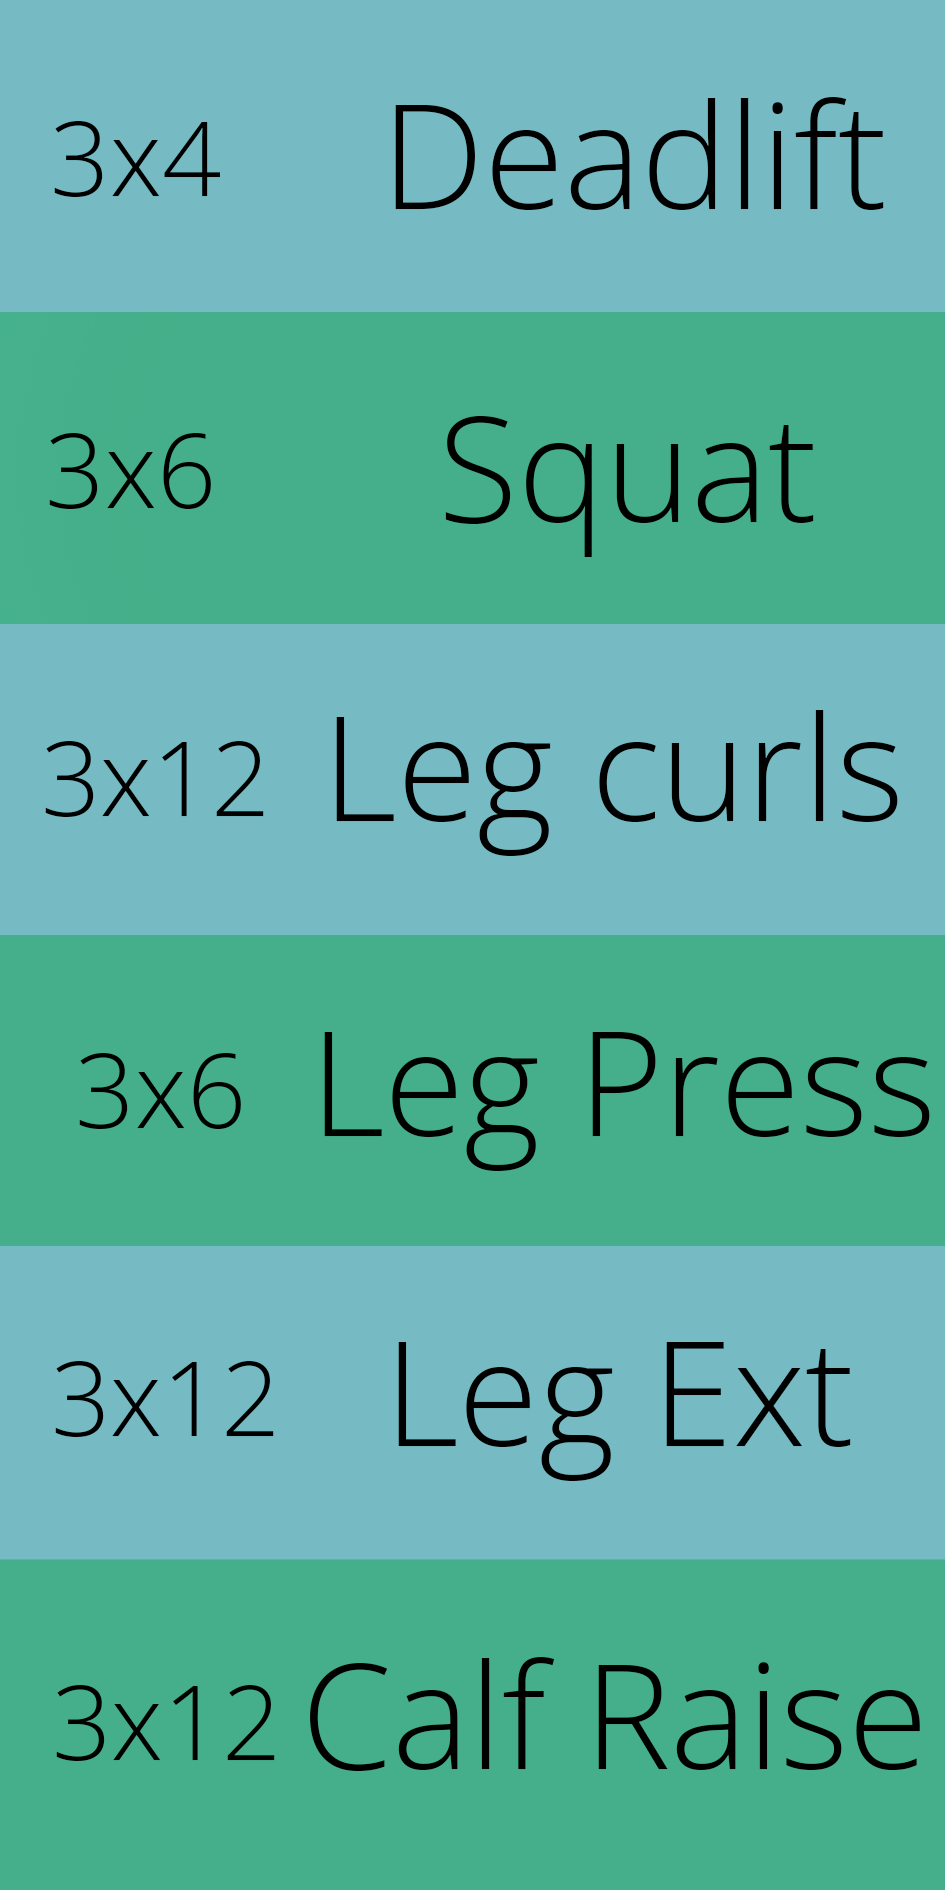 3x4 Deadlift
3x6 Squat
3x12 Leg curls
3x6 Leg Press
3x12 Leg Ext
3x12 Calf Raise